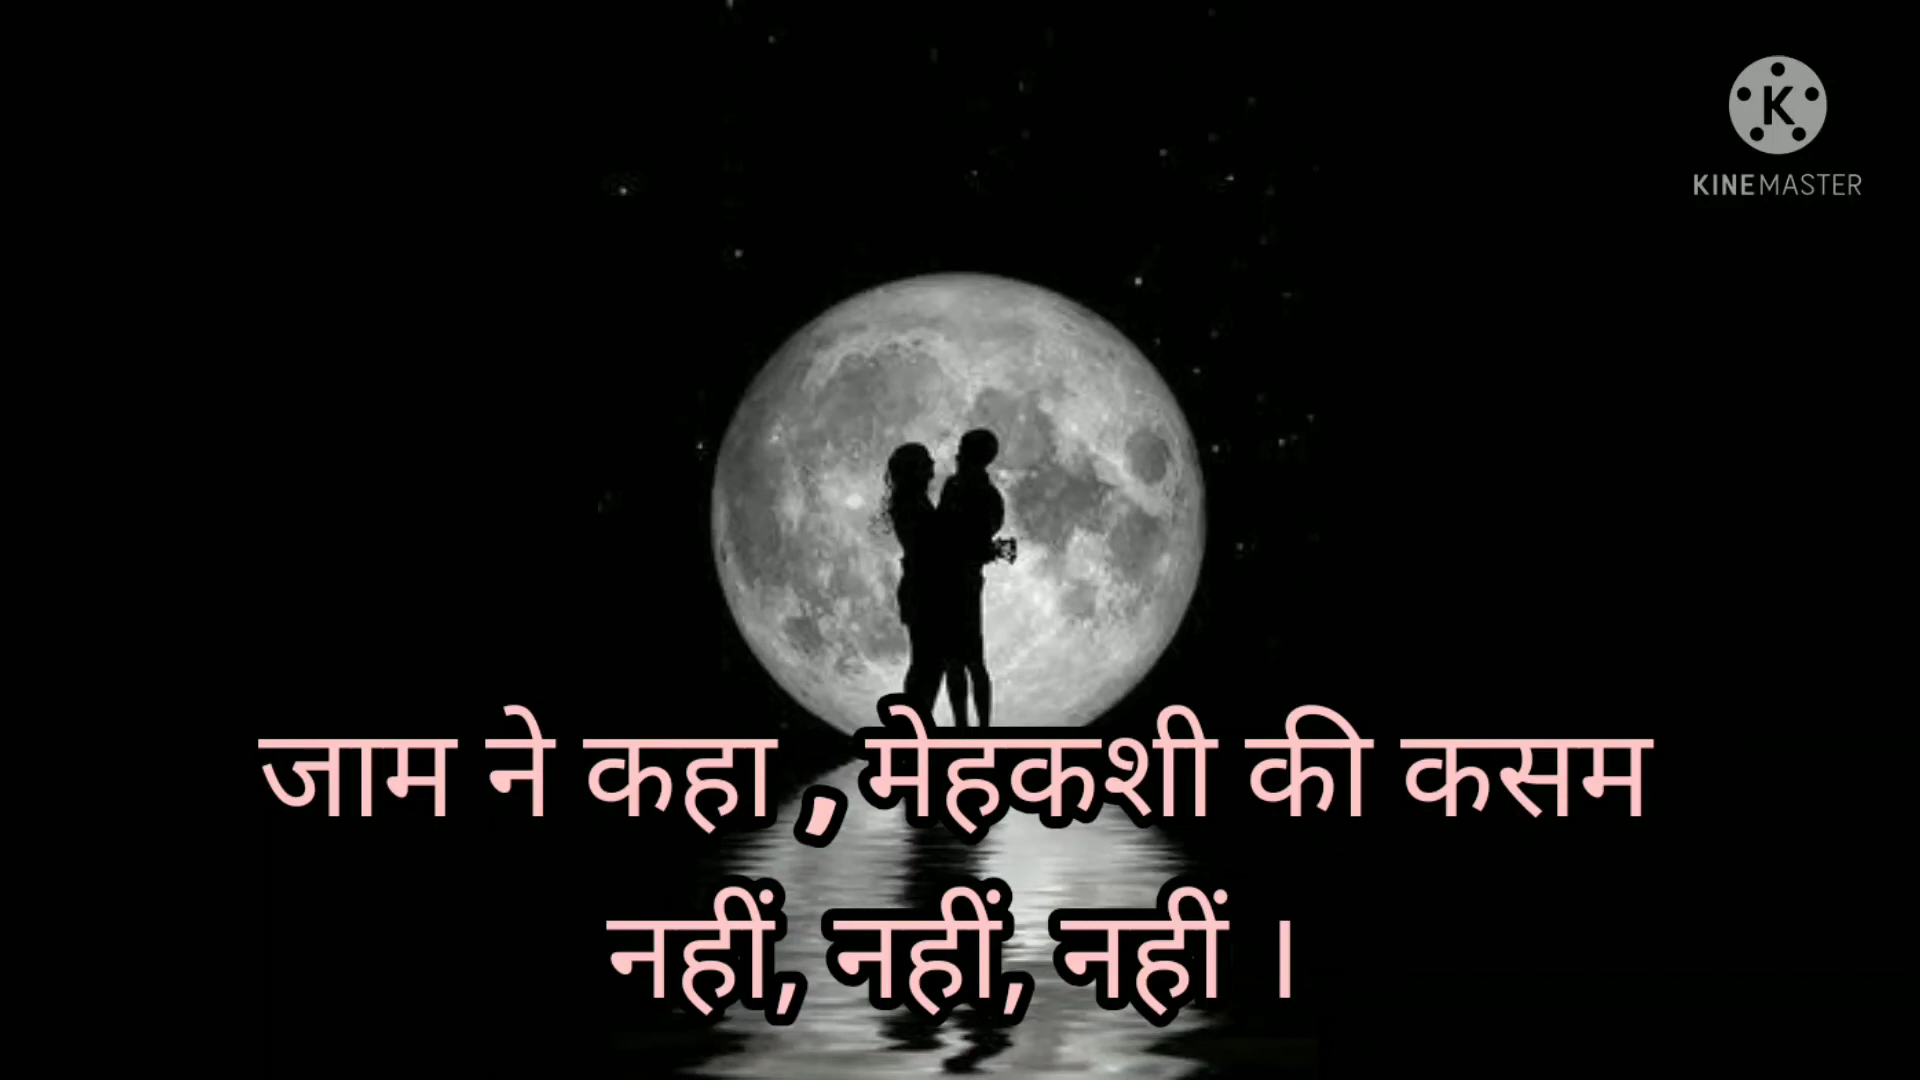 K
KINEMASTER
जाम ने कहा , मेहकशी की कसम
नहीं, नहीं, नहीं ।